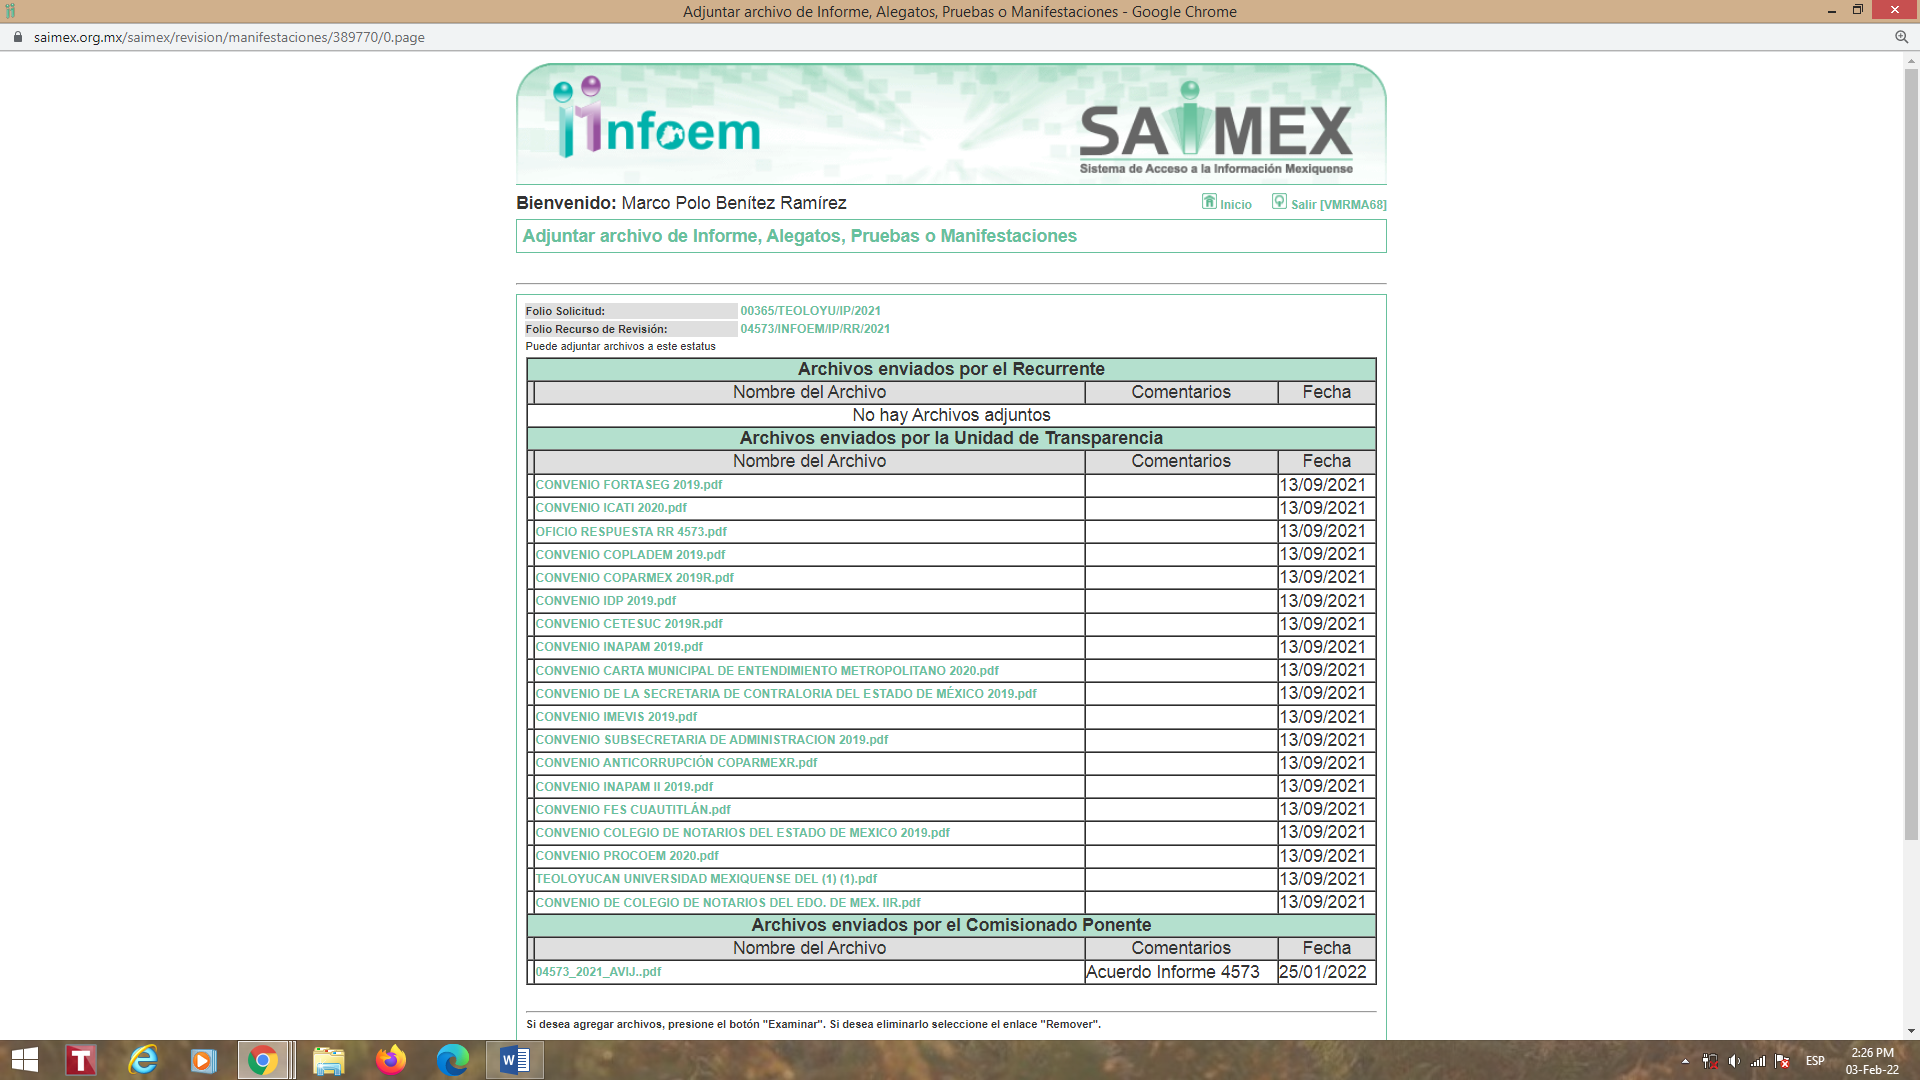 Adjuntar archivo de Informe, Alegatos, Pruebas o Manifestaciones - Google Chrome
saimex.org.mx/saimex/revision/manifestaciones/389770/0.page
infoem
SAIMEX
Sistema de Acceso a la Información Mexiquense
Bienvenido: Marco Polo Benítez Ramírez
Inicio Salir [VMRMA68]
Adjuntar archivo de Informe, Alegatos, Pruebas o Manifestaciones
Folio Solicitud: 00365/TEOLOYU/IP/2021
Folio Recurso de Revisión: 04573/INFOEM/IP/RR/2021
Puede adjuntar archivos a este estatus
Archivos enviados por el Recurrente
Nombre del Archivo Comentarios Fecha
No hay Archivos adjuntos
Archivos enviados por la Unidad de Transparencia
Nombre del Archivo Comentarios Fecha
CONVENIO FORTASEG 2019.pdf 13/09/2021
CONVENIO ICATI 2020.pdf 13/09/2021
OFICIO RESPUESTA RR 4573.pdf 13/09/2021
CONVENIO COPLADEM 2019.pdf 13/09/2021
CONVENIO COPARMEX 2019R.pdf 13/09/2021
CONVENIO IDP 2019.pdf 13/09/2021
CONVENIO CETESUC 2019R.pdf 13/09/2021
CONVENIO INAPAM 2019.pdf 13/09/2021
CONVENIO CARTA MUNICIPAL DE ENTENDIMIENTO METROPOLITANO 2020.pdf 13/09/2021
CONVENIO DE LA SECRETARIA DE CONTRALORIA DEL ESTADO DE MÉXICO 2019.pdf 13/09/2021
CONVENIO IMEVIS 2019.pdf 13/09/2021
CONVENIO SUBSECRETARIA DE ADMINISTRACION 2019.pdf 13/09/2021
CONVENIO ANTICORRUPCIÓN COPARMEXR.pdf 13/09/2021
CONVENIO INAPAM II 2019.pdf 13/09/2021
CONVENIO FES CUAUTITLÁN.pdf 13/09/2021
CONVENIO COLEGIO DE NOTARIOS DEL ESTADO DE MEXICO 2019.pdf 13/09/2021
CONVENIO PROCOEM 2020.pdf 13/09/2021
TEOLOYUCAN UNIVERSIDAD MEXIQUENSE DEL (1) (1).pdf 13/09/2021
CONVENIO DE COLEGIO DE NOTARIOS DEL EDO. DE MEX. IIR.pdf 13/09/2021
Archivos enviados por el Comisionado Ponente
Nombre del Archivo Comentarios Fecha
04573_2021_AVIJ..pdf Acuerdo Informe 4573 25/01/2022
Si desea agregar archivos, presione el botón "Examinar". Si desea eliminarlo seleccione el enlace "Remover".
ESP
2:26 PM
03-Feb-22